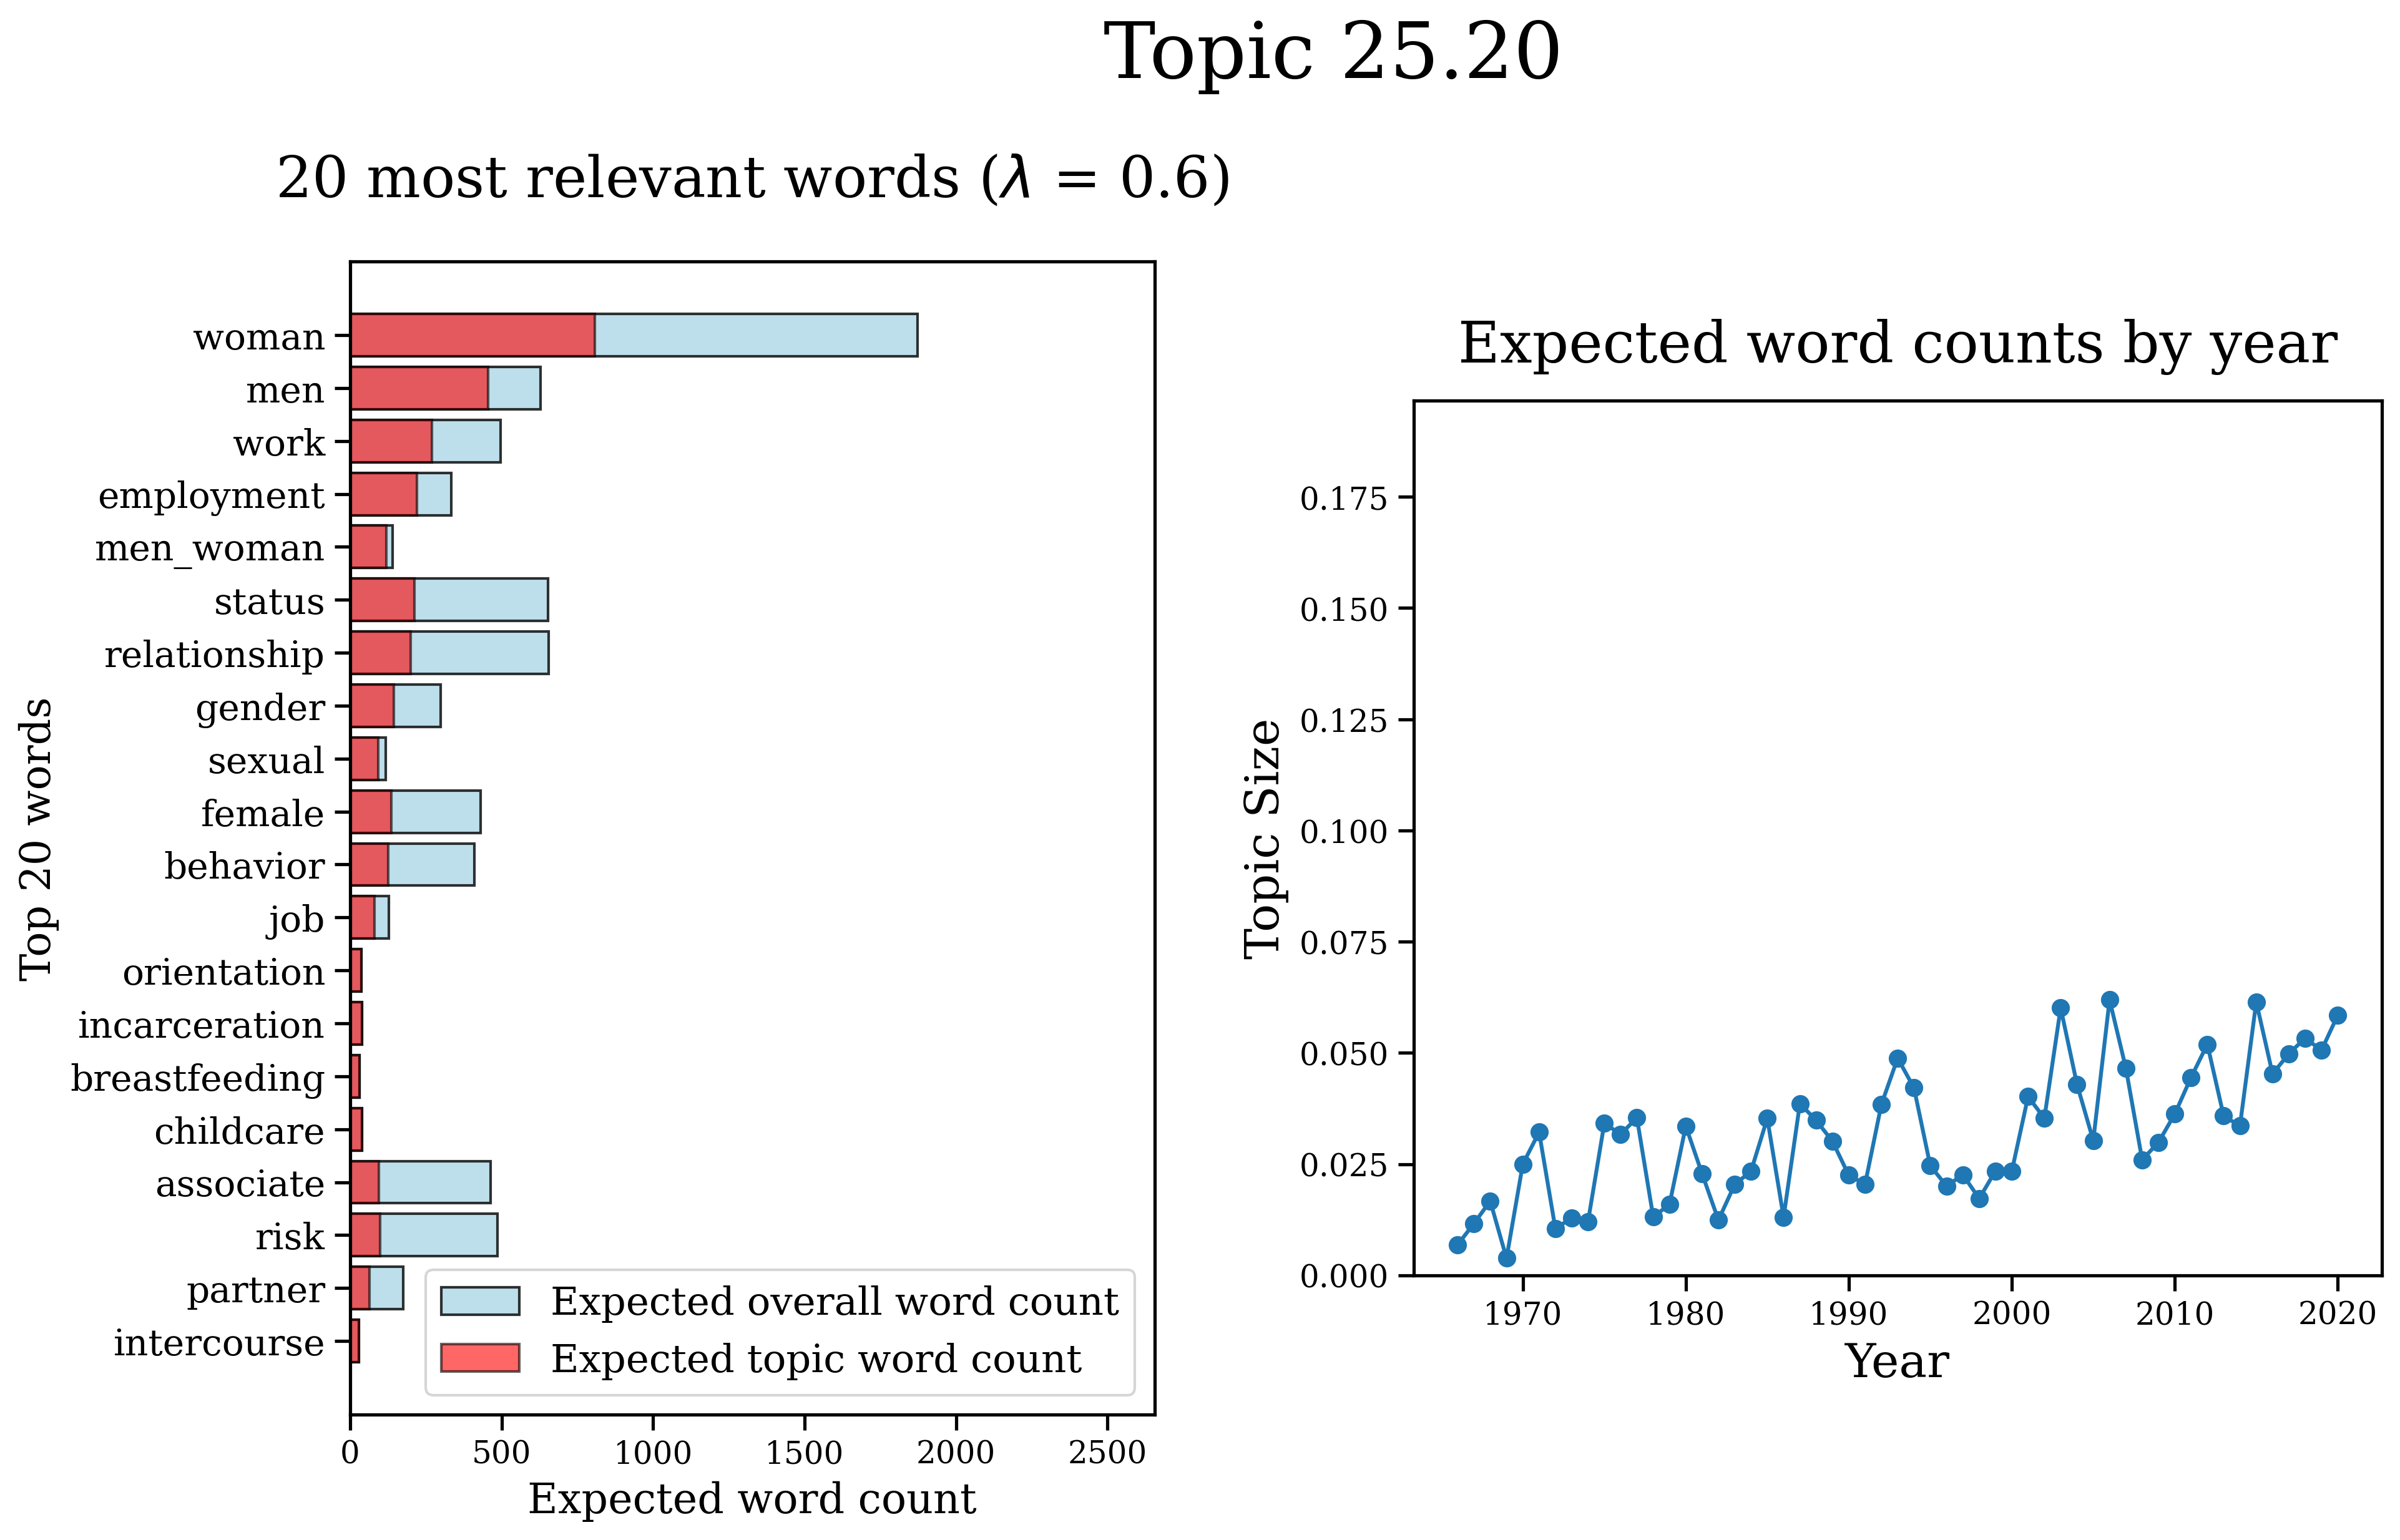 Topic 25.20
20 most relevant words (λ = 0.6)
Top 20 words
woman
men
work
employment
men_woman
status
relationship
gender
sexual
female
behavior
job
orientation
incarceration
breastfeeding
childcare
associate
risk
partner
intercourse
Expected overall word count
Expected topic word count
0 500 1000 1500 2000 2500
Expected word count
Expected word counts by year
Topic Size
0.175
0.150
0.125
0.100
0.075
0.050
0.025
0.000
1970 1980 1990 2000 2010 2020
Year